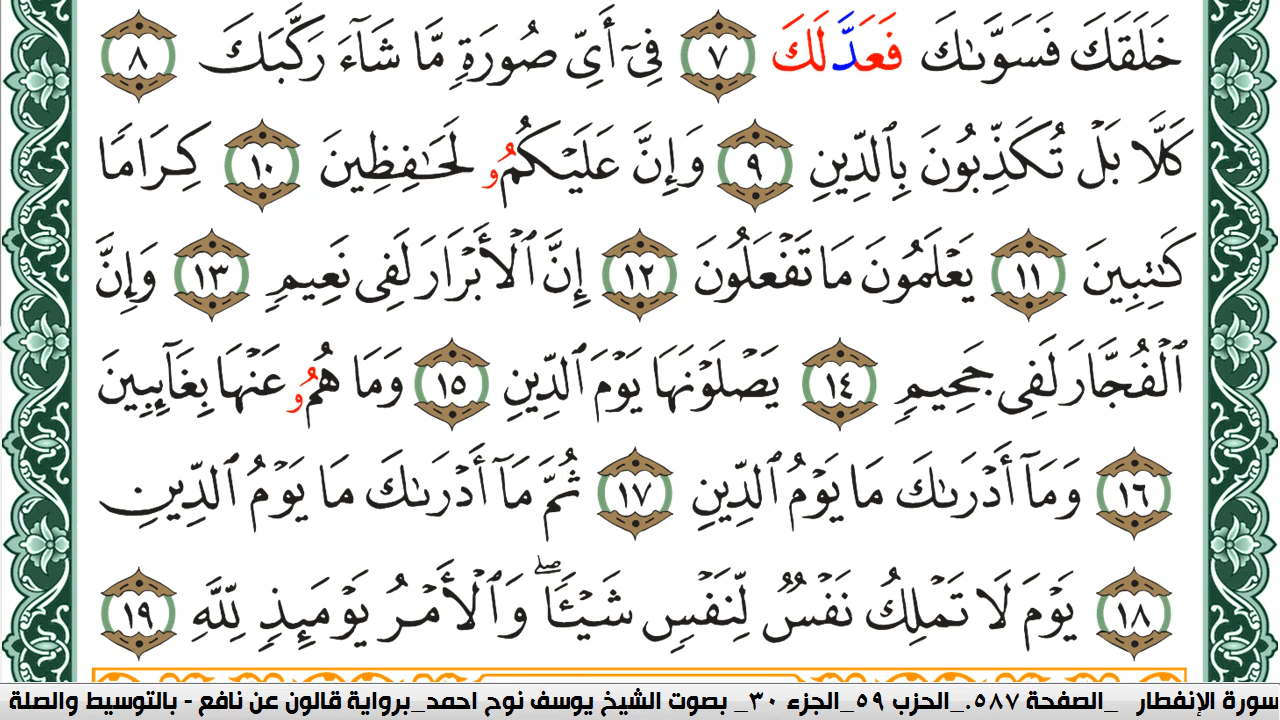 خَلَقَكَ فَسَوَّىٰكَ فَعَدَّلَكَ ٧ فِىٓ أَىِّ صُورَةٍ مَّا شَآءَ رَكَّبَكَ ٨
كَلَّا بَلْ تُكَذِّبُونَ بِٱلدِّينِ ٩ وَإِنَّ عَلَيْكُمُو لَحَٰفِظِينَ ١٠ كِرَامًا
كَٰتِبِينَ ١١ يَعْلَمُونَ مَا تَفْعَلُونَ ١٢ إِنَّ ٱلْأَبْرَارَ لَفِى نَعِيمٍ ١٣ وَإِنَّ
ٱلْفُجَّارَ لَفِى جَحِيمٍ ١٤ يَصْلَوْنَهَا يَوْمَ ٱلدِّينِ ١٥ وَمَا هُمُو عَنْهَا بِغَآئِبِينَ
١٦ وَمَآ أَدْرَىٰكَ مَا يَوْمُ ٱلدِّينِ ١٧ ثُمَّ مَآ أَدْرَىٰكَ مَا يَوْمُ ٱلدِّينِ
١٨ يَوْمَ لَا تَمْلِكُ نَفْسٌ لِّنَفْسٍ شَيْـًٔا ۖ وَٱلْأَمْرُ يَوْمَئِذٍ لِّلَّهِ ١٩
سورة الإنفطار _الصفحة ٥٨٧._الحزب ٥٩_الجزء ٣٠_ بصوت الشيخ يوسف نوح احمد_برواية قالون عن نافع - بالتوسيط والصلة